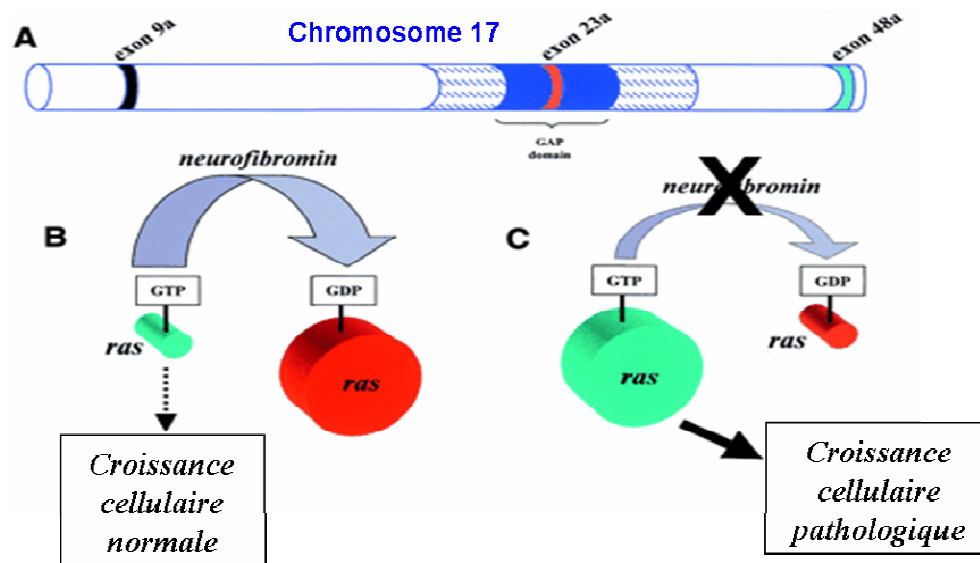 A
exon 9a
Chromosome 17
exon 23a
exon 48a
GAP
domain
B
neurofibromin
GTP
GDP
ras
ras
Croissance
cellulaire
normale
C
neurofibromin
GTP
GDP
ras
ras
Croissance
cellulaire
pathologique